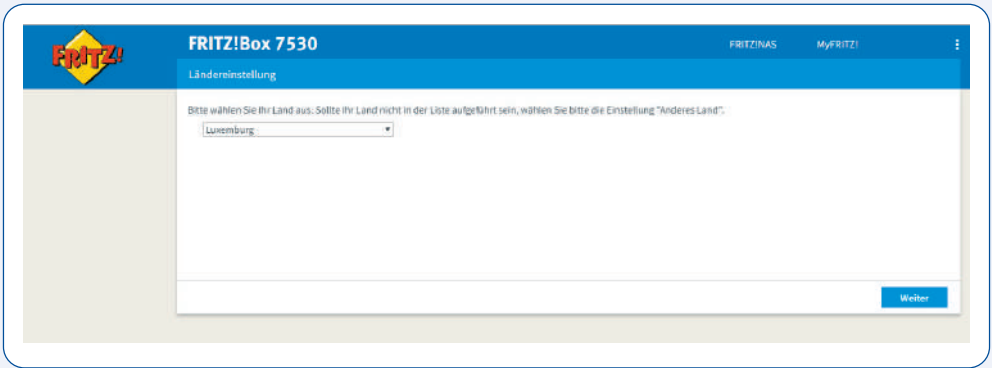 FRITZ!
FRITZ!Box 7530
FRITZ!NAS
MyFRITZ!
Ländereinstellung
Bitte wählen Sie Ihr Land aus. Sollte Ihr Land nicht in der Liste aufgeführt sein, wählen Sie bitte die Einstellung "Anderes Land".
Luxemburg
Weiter